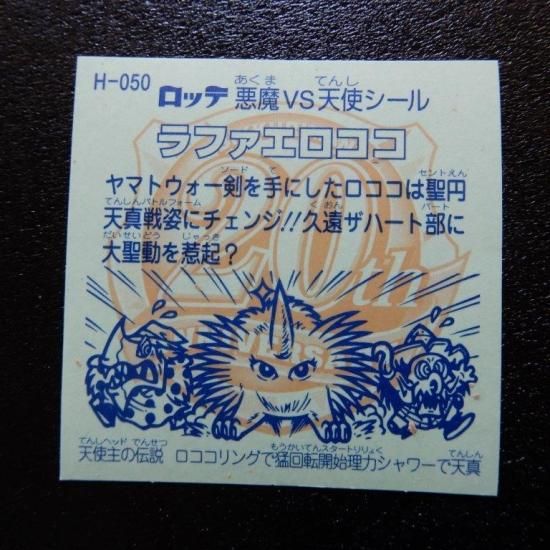 H-050
あくま てんし
ロッテ 悪魔VS天使シール
ラファエロココ
ソード て セントえん
ヤマトウォー剣を手にしたロココは聖円
てんしんバトルフォーム くおん パート
天真戦姿にチェンジ!!久遠ザハート部に
だいせいどう じゃっき
大聖動を惹起?
20th
ANNIVERSARY
てんしヘッド でんせつ もうかいてんスタートりりょく てんしん
天使主の伝説 ロココリングで猛回転開始理力シャワーで天真